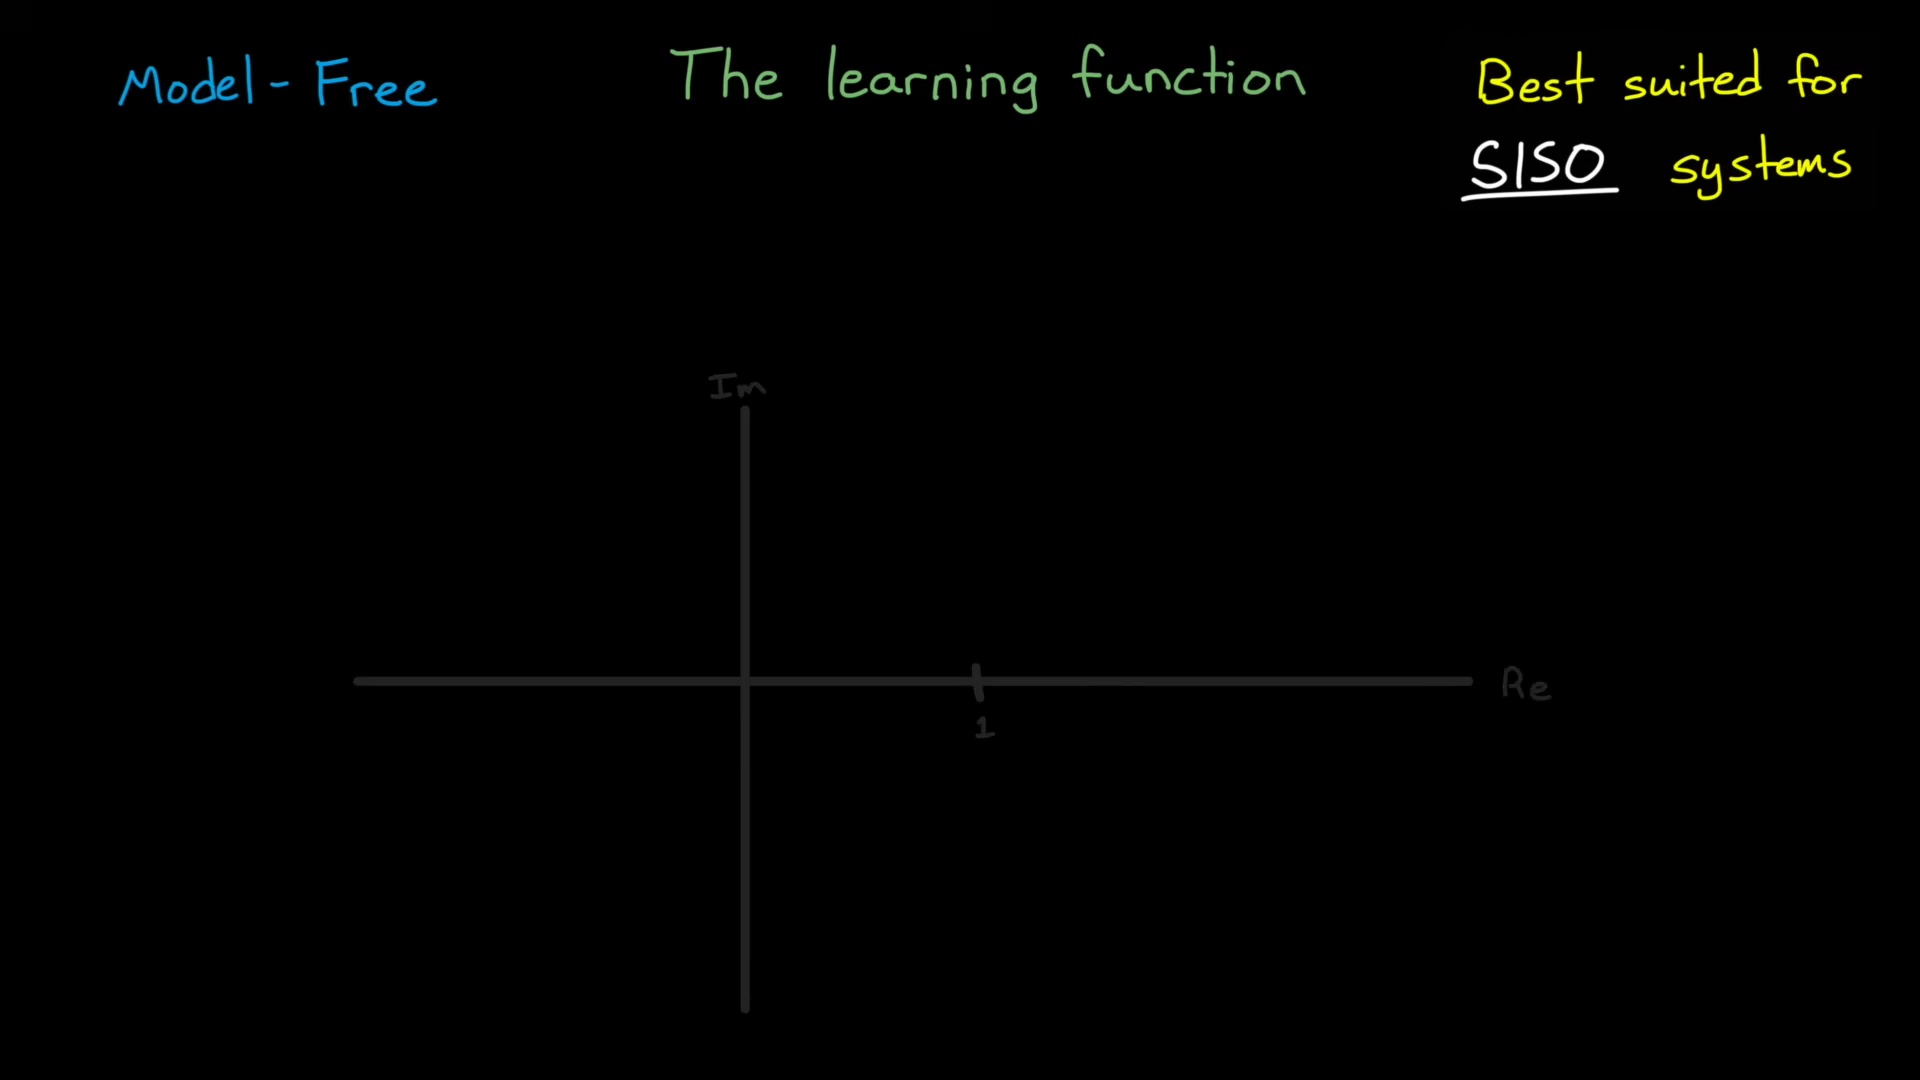 Model - Free
The learning function
Best suited for
SISO systems
Im
Re
1